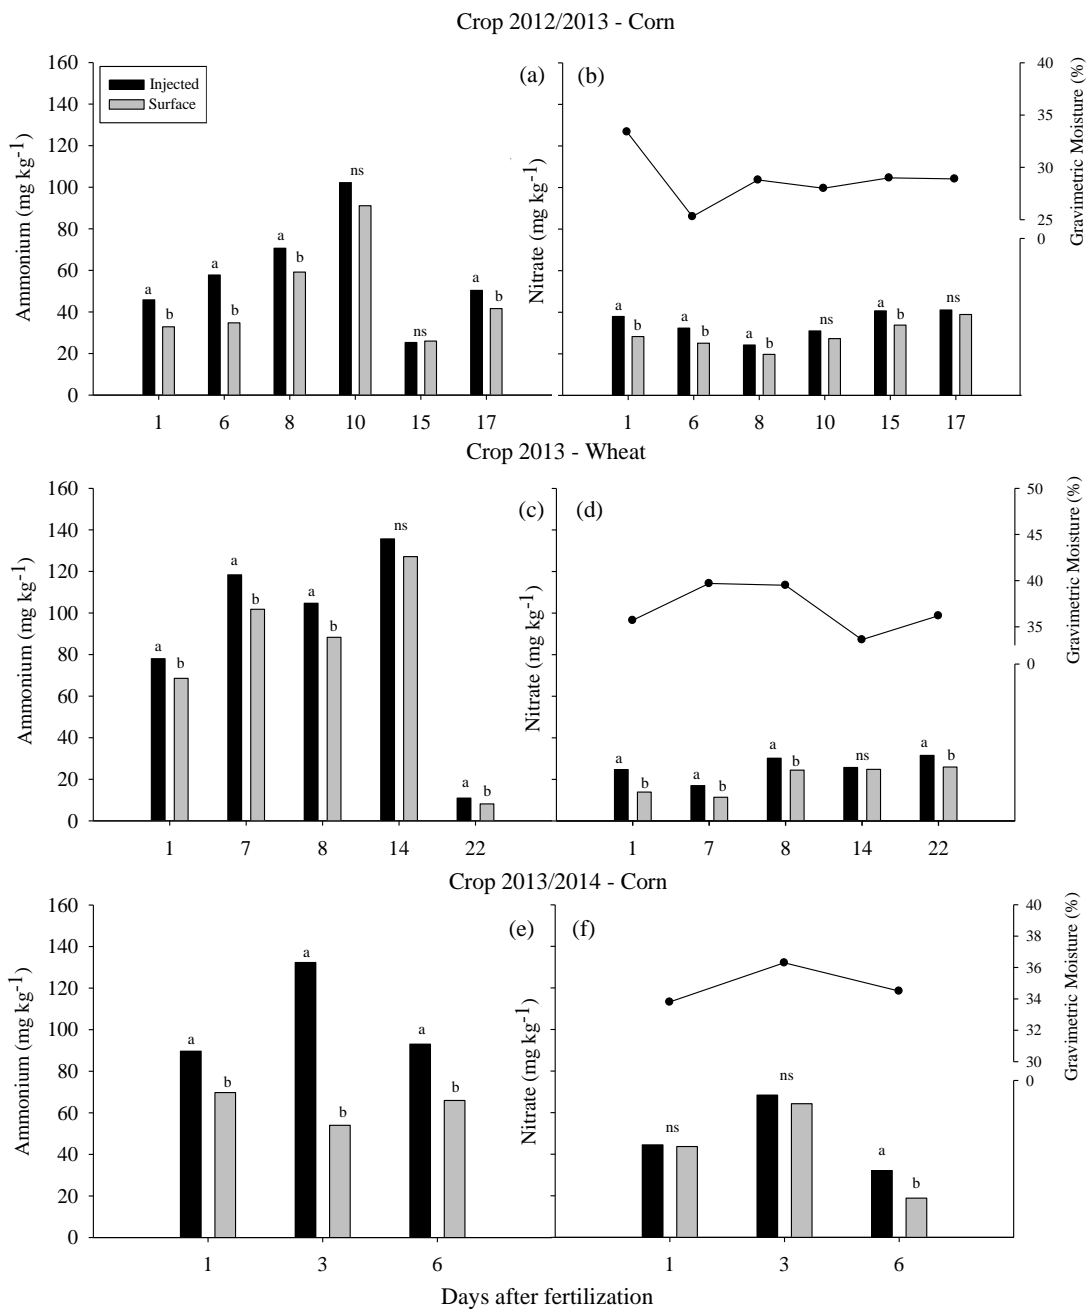 Crop 2012/2013 - Corn
160
140
120
100
80
60
40
20
0
Ammonium (mg kg-1)
Injected
Surface
(a)
a
b
a
b
a
b
ns
ns
a
b
1
6
8
10
15
17
(b)
Nitrate (mg kg-1)
a
b
a
b
a
b
ns
a
b
ns
1
6
8
10
15
17
40
35
30
25
0
Gravimetric Moisture (%)
Crop 2013 - Wheat
160
140
120
100
80
60
40
20
0
Ammonium (mg kg-1)
(c)
a
b
a
b
a
b
ns
a
b
1
7
8
14
22
(d)
Nitrate (mg kg-1)
a
b
a
b
a
b
ns
a
b
1
7
8
14
22
50
45
40
35
0
Gravimetric Moisture (%)
Crop 2013/2014 - Corn
160
140
120
100
80
60
40
20
0
Ammonium (mg kg-1)
(e)
a
b
a
b
a
b
1
3
6
(f)
Nitrate (mg kg-1)
ns
ns
a
b
1
3
6
40
38
36
34
32
30
0
Gravimetric Moisture (%)
Days after fertilization